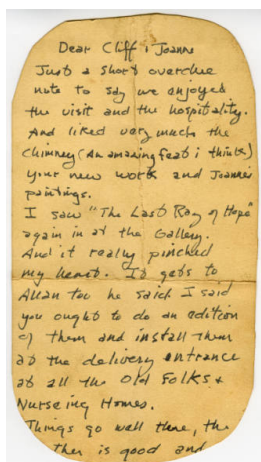 Dear Cliff & Joanne
Just a short overdue
note to say we enjoyed
the visit and the hospitality.
And liked very much the
chimney (An amazing feat i think)
your new work and Joannes
paintings.
I saw "The Last Ray of Hope"
again in at the Gallery.
And it really pinched
my heart. It gets to
Allan too he said. I said
you ought to do an edition
of them and install them
at the delivery entrance
at all the Old Folks &
Nurseing Homes.
Things go well there, the
ther is good and